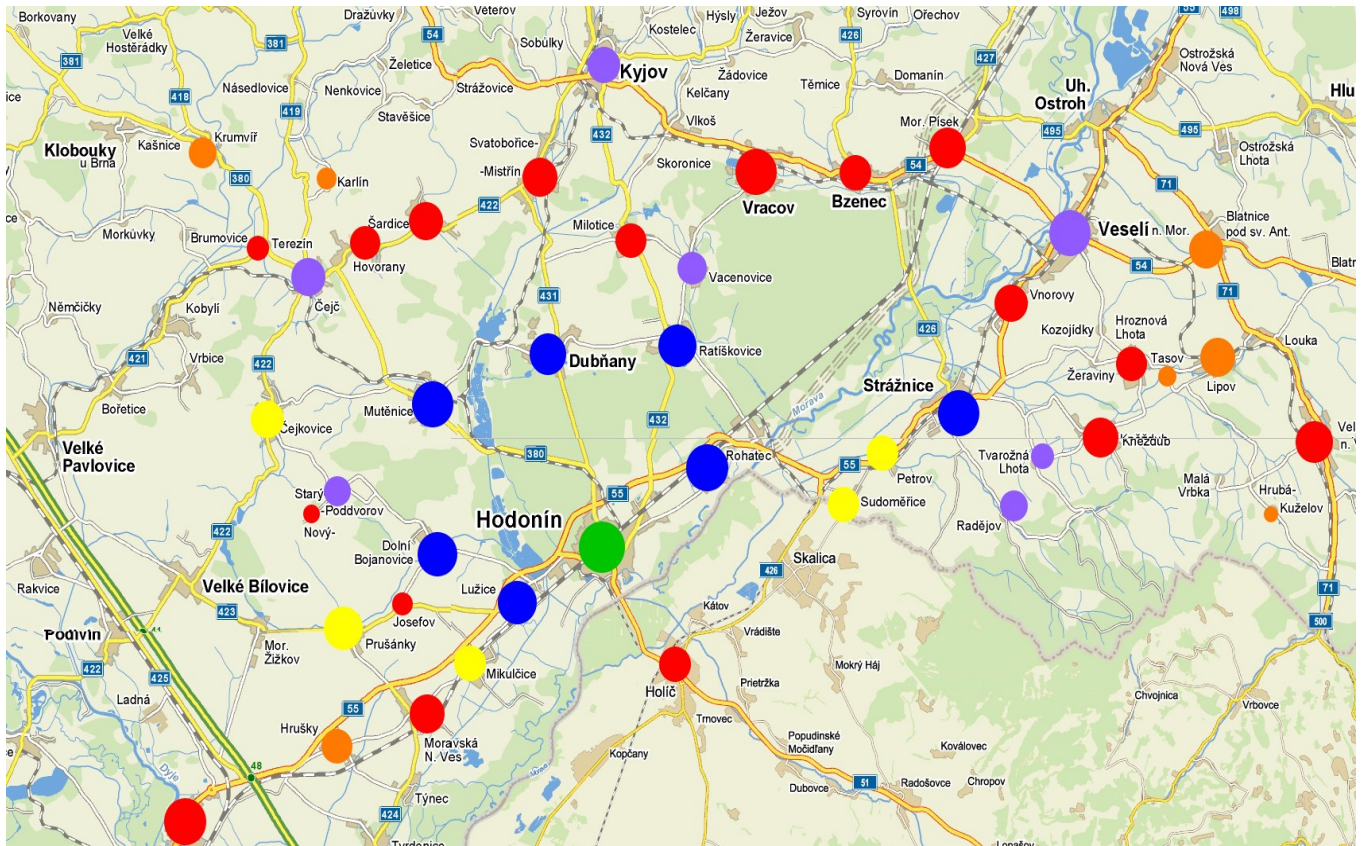 Borkovany
Velké
Hostěrádky
381
381
418
Dražůvky
54
Věteřov
Sobůlky
Kostelec
Hýsly
Ježov
Žeravice
Syrovín
Ořechov
426
427
55
498
Ostrožská
Nová Ves
Násedlovice
Želetice
Nenkovice
Stavěšice
419
Strážovice
Kyjov
Žádovice
Kelčany
Těmice
Domanín
Uh.
Ostroh
Hlu
Klobouky
u Brna
Kašnice
Krumvíř
380
Karlín
Svatobořice-
-Mistřín
432
Vlkoš
Skoronice
54
Mor. Písek
495
495
Ostrožská
Lhota
71
422
Šardice
Vracov
Bzenec
Morkůvky
Brumovice
Terezín
Hovorany
Milotice
Veselí n. Mor.
Blatnice
pod sv. Ant.
Blatr
54
71
Čejč
Vacenovice
Němčičky
Kobylí
431
426
Vnorovy
Kozojídky
Hroznová
Lhota
Louka
421
Vrbice
422
Dubňany
Ratíškovice
Strážnice
Žeraviny
Tasov
Lipov
Bořetice
Mutěnice
Morava
Čejkovice
432
Velké
Pavlovice
380
Rohatec
55
Petrov
Tvarožná
Lhota
Kněždub
Vel
n. V
Malá
Vrbka
Hrubá-
Kuželov
Starý
-Poddvorov
Nový-
55
Sudoměřice
Radějov
Hodonín
422
Dolní
Bojanovice
Skalica
426
Rakvice
Velké Bílovice
Lužice
71
423
Josefov
Kátov
Vrádište
500
Podivín
44
Mor.
Žižkov
Prušánky
422
425
Mikulčice
Mokrý Háj
Ladná
Holíč
Prietržka
Chvojnica
Vrbovce
55
Hrušky
Moravská
N. Ves
Trnovec
Popudinské
Močidľany
Koválovec
Kopčany
Dyje
48
51
Radošovce
Chropov
Dubovce
Týnec
424
Tvrdonice
Lopašov